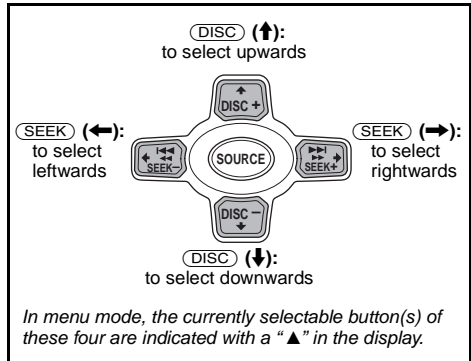 DISC (↑):
to select upwards
DISC +
SEEK (←):
to select
leftwards
SEEK−
SOURCE
SEEK+
SEEK (→):
to select
rightwards
DISC −
DISC (↓):
to select downwards
In menu mode, the currently selectable button(s) of
these four are indicated with a “▲” in the display.